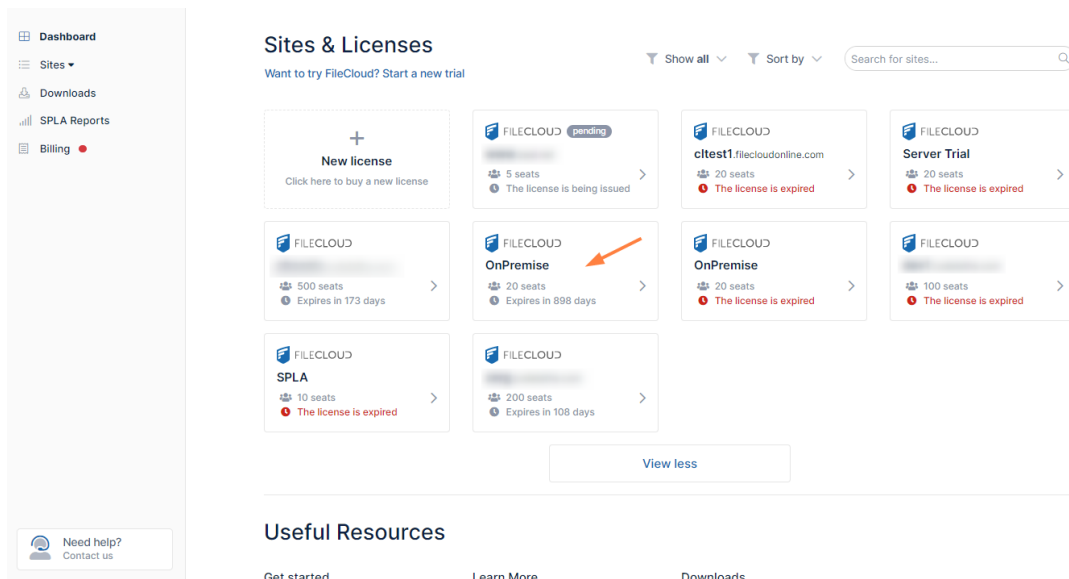 Dashboard
Sites
Downloads
SPLA Reports
Billing
Need help?
Contact us
Sites & Licenses
Want to try FileCloud? Start a new trial
Show all
Sort by
Search for sites...
+
New license
Click here to buy a new license
FILECLOUD pending
5 seats
The license is being issued
FILECLOUD
cltest1.filecloudonline.com
20 seats
The license is expired
FILECLOUD
Server Trial
20 seats
The license is expired
FILECLOUD
500 seats
Expires in 173 days
FILECLOUD
OnPremise
20 seats
Expires in 898 days
FILECLOUD
OnPremise
20 seats
The license is expired
FILECLOUD
100 seats
The license is expired
FILECLOUD
SPLA
10 seats
The license is expired
FILECLOUD
200 seats
Expires in 108 days
View less
Useful Resources
Get started
Learn More
Downloads